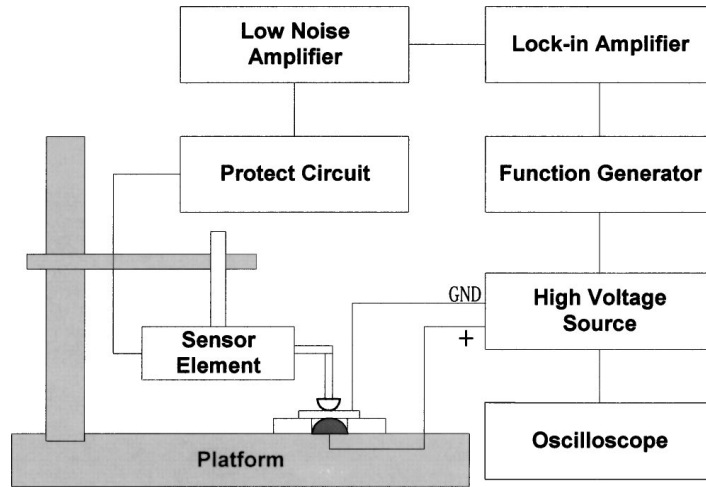 Low Noise
Amplifier
Lock-in Amplifier
Protect Circuit
Function Generator
GND
+
High Voltage
Source
Sensor
Element
Oscilloscope
Platform